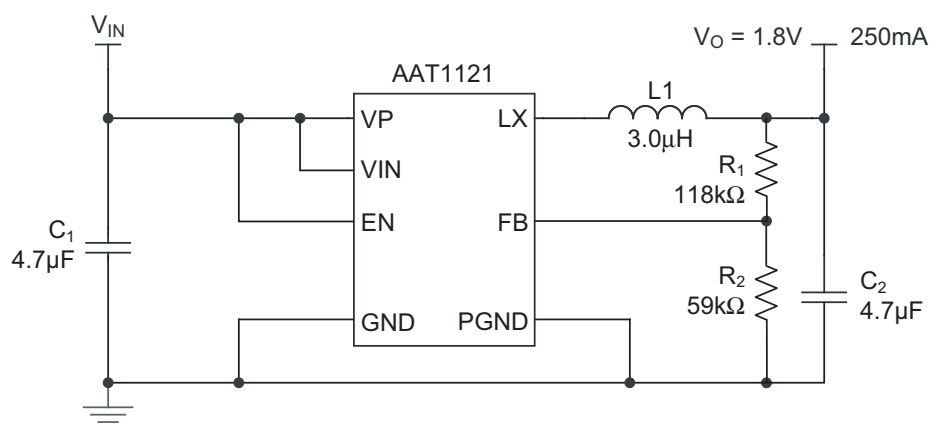 V_IN
V_O = 1.8V 250mA
AAT1121
L1
VP
LX
3.0μH
VIN
R_1
118kΩ
EN
FB
C_1
4.7μF
R_2
59kΩ
C_2
4.7μF
GND
PGND